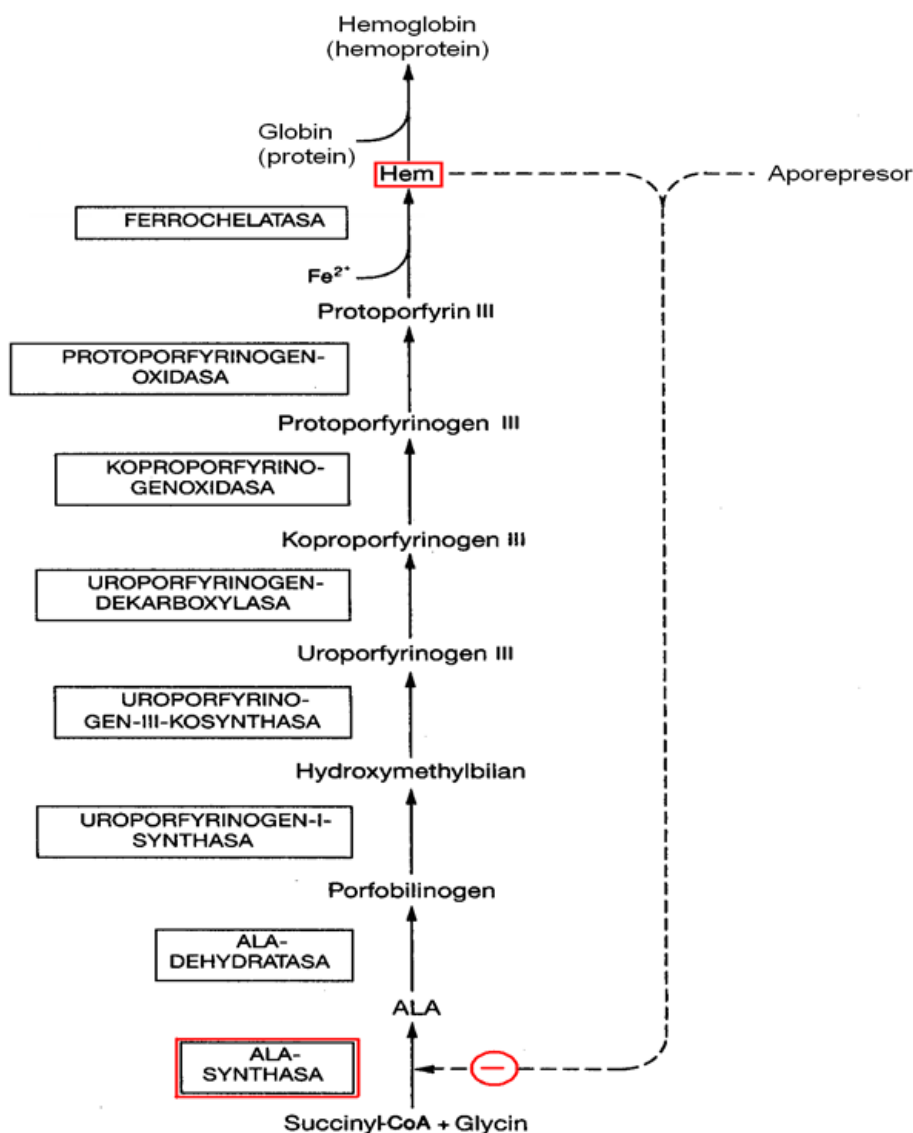 Hemoglobin
(hemoprotein)
Globin
(protein)
Hem
Aporepresor
FERROCHELATASA
Fe2+
Protoporfyrin III
PROTOPORFYRINOGEN-
OXIDASA
Protoporfyrinogen III
KOPROPORFYRINO-
GENOXIDASA
Koproporfyrinogen III
UROPORFYRINOGEN-
DEKARBOXYLASA
Uroporfyrinogen III
UROPORFYRINO-
GEN-III-KOSYNTHASA
Hydroxymethylbilan
UROPORFYRINOGEN-I-
SYNTHASA
Porfobilinogen
ALA-
DEHYDRATASA
ALA
ALA-
SYNTHASA
−
Succinyl-CoA + Glycin